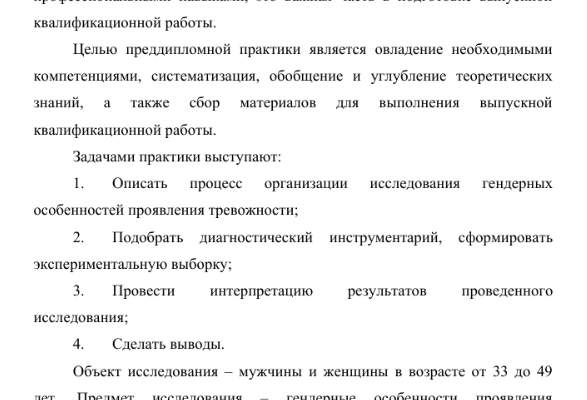 квалификационной работы.
Целью преддипломной практики является овладение необходимыми
компетенциями, систематизация, обобщение и углубление теоретических
знаний, а также сбор материалов для выполнения выпускной
квалификационной работы.
Задачами практики выступают:
1. Описать процесс организации исследования гендерных
особенностей проявления тревожности;
2. Подобрать диагностический инструментарий, сформировать
экспериментальную выборку;
3. Провести интерпретацию результатов проведенного
исследования;
4. Сделать выводы.
Объект исследования – мужчины и женщины в возрасте от 33 до 49
лет. Предмет исследования – гендерные особенности проявления